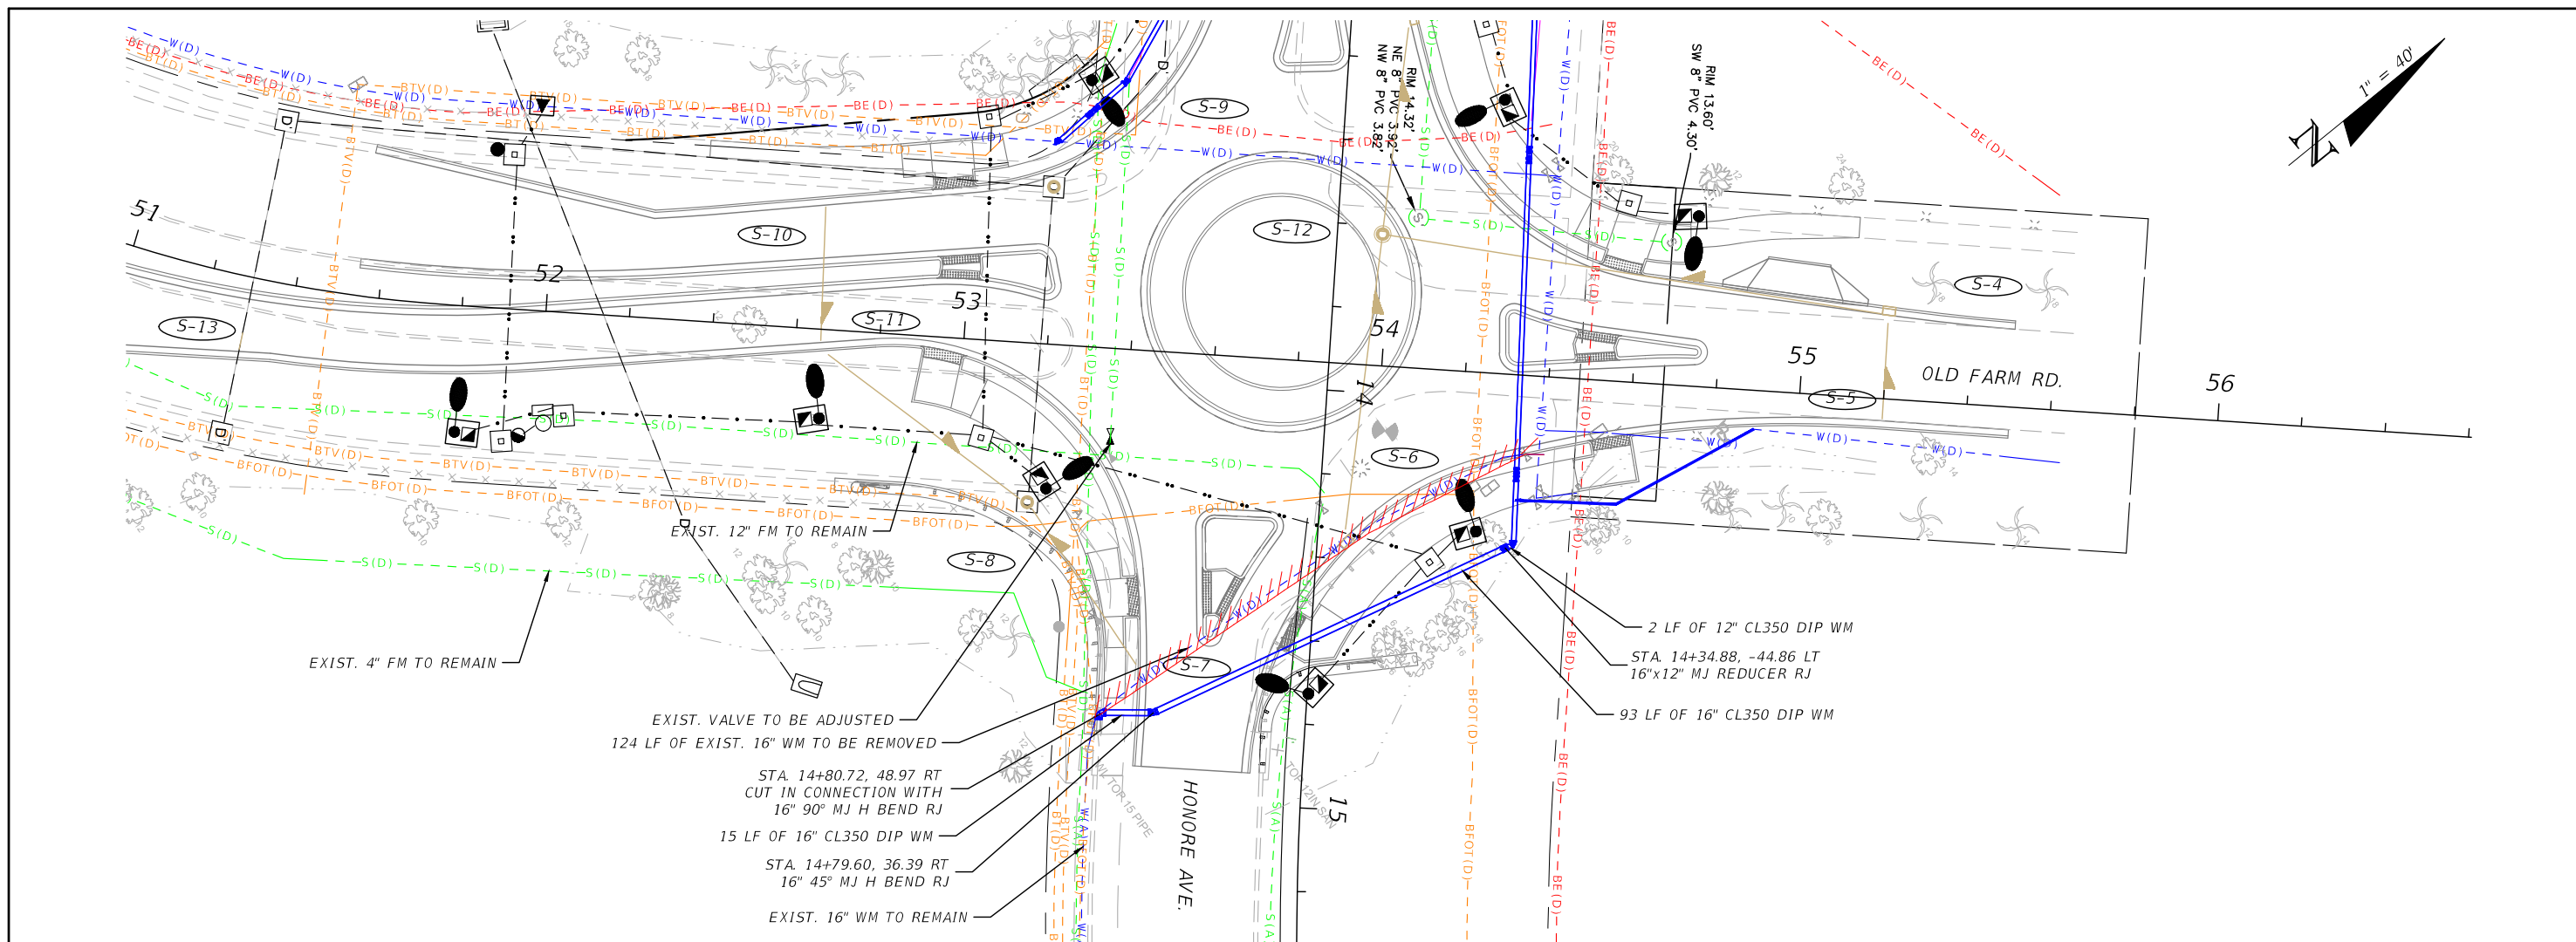 1" = 40'
N
RIM 14.32'
NE 8" PVC 3.92'
NW 8" PVC 3.82'
RIM 13.60'
SW 8" PVC 4.30'
S-9
S-10
S-12
S-4
S-13
S-11
S-5
S-6
S-8
S-7
51
52
53
54
55
56
14
15
OLD FARM RD.
HONORE AVE.
EXIST. 12" FM TO REMAIN
EXIST. 4" FM TO REMAIN
EXIST. VALVE TO BE ADJUSTED
124 LF OF EXIST. 16" WM TO BE REMOVED
STA. 14+80.72, 48.97 RT
CUT IN CONNECTION WITH
16" 90° MJ H BEND RJ
15 LF OF 16" CL350 DIP WM
STA. 14+79.60, 36.39 RT
16" 45° MJ H BEND RJ
EXIST. 16" WM TO REMAIN
2 LF OF 12" CL350 DIP WM
STA. 14+34.88, -44.86 LT
16"x12" MJ REDUCER RJ
93 LF OF 16" CL350 DIP WM
W(D)
BE(D)
BT(D)
BTV(D)
BFOT(D)
S(D)
S(A)
W(A)